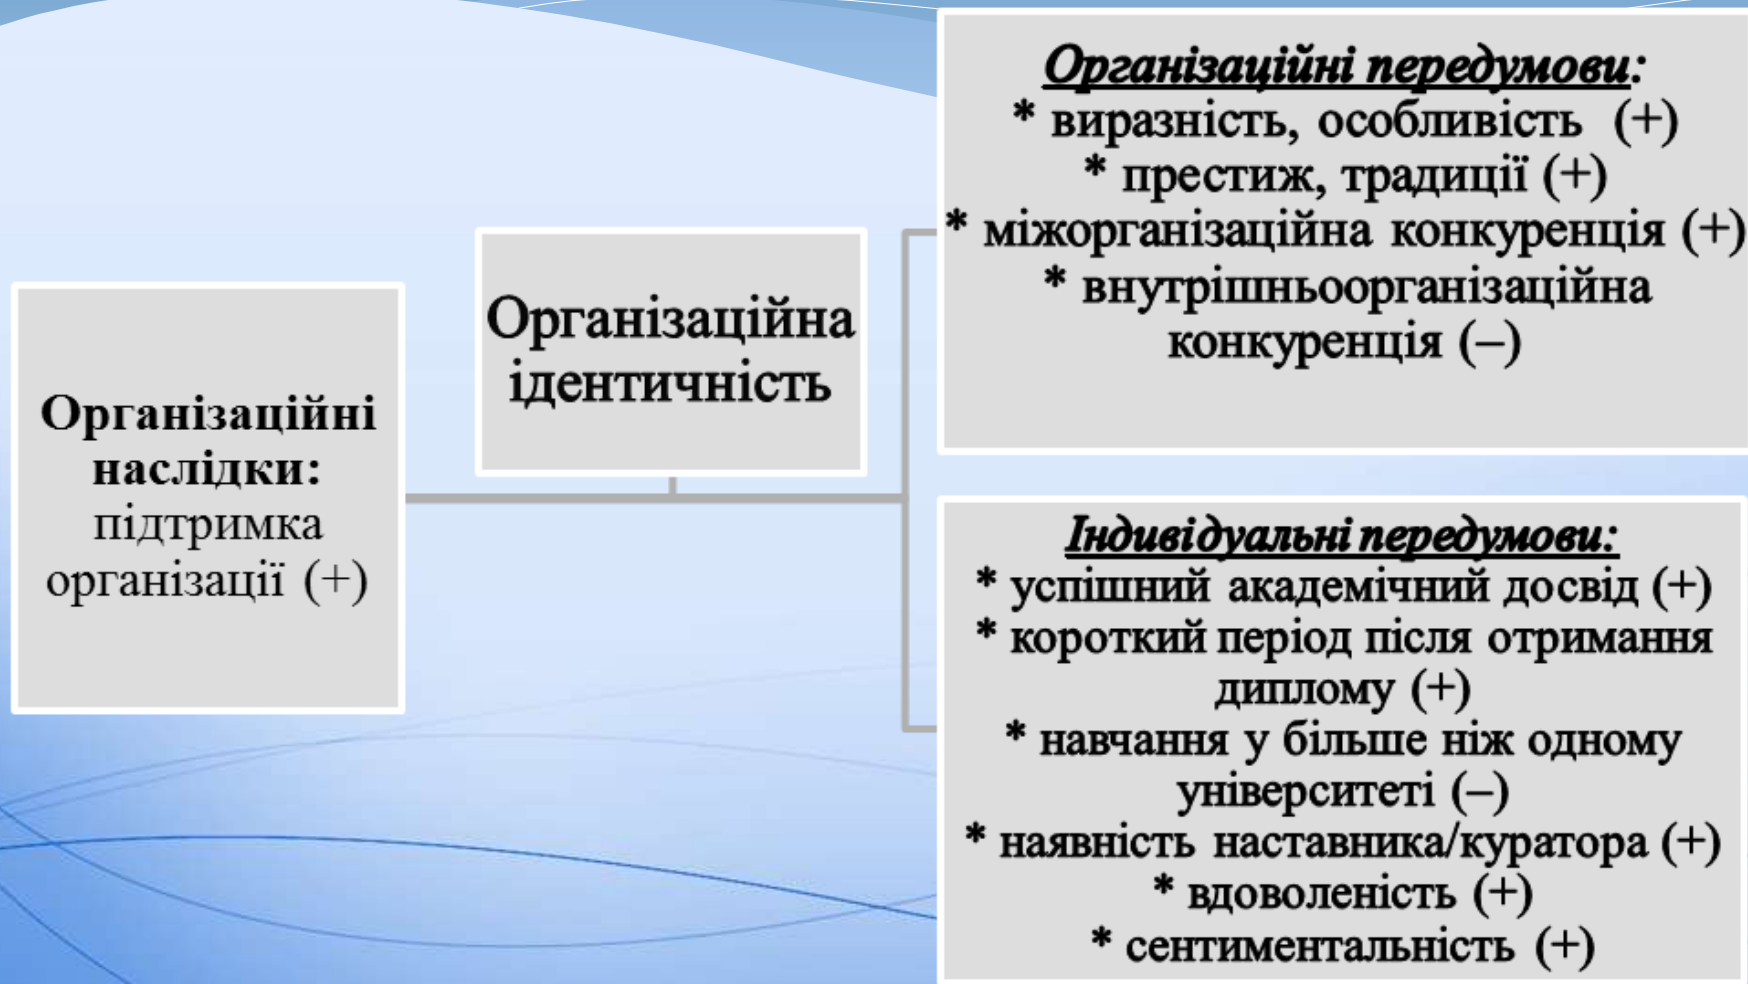 Організаційні
наслідки:
підтримка
організації (+)
Організаційна
ідентичність
Організаційні передумови:
* виразність, особливість (+)
* престиж, традиції (+)
* міжорганізаційна конкуренція (+)
* внутрішньоорганізаційна
конкуренція (–)
Індивідуальні передумови:
* успішний академічний досвід (+)
* короткий період після отримання
диплому (+)
* навчання у більше ніж одному
університеті (–)
* наявність наставника/куратора (+)
* вдоволеність (+)
* сентиментальність (+)